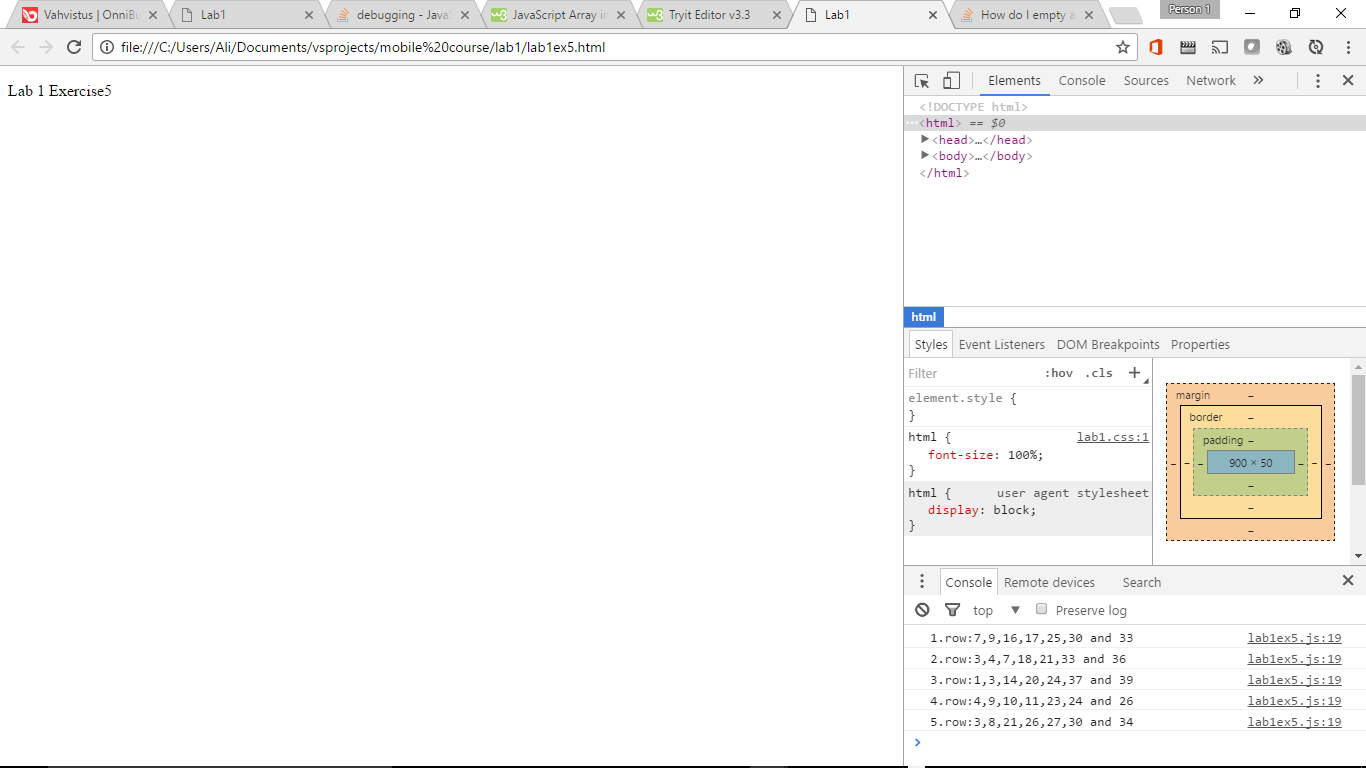 Vahvistus | OnniBu
Lab1
debugging - JavaS
JavaScript Array in
Tryit Editor v3.3
Lab1
How do I empty a
Person 1
file:///C:/Users/Ali/Documents/vsprojects/mobile%20course/lab1/lab1ex5.html
Lab 1 Exercise5
Elements Console Sources Network »
<!DOCTYPE html>
…<html> == $0
<head>…</head>
<body>…</body>
</html>
html
Styles Event Listeners DOM Breakpoints Properties
Filter :hov .cls +
element.style {
}
html { lab1.css:1
font-size: 100%;
}
html { user agent stylesheet
display: block;
}
margin –
border –
padding –
– – – 900 × 50 – – –
–
–
–
Console Remote devices Search
top Preserve log
1.row:7,9,16,17,25,30 and 33 lab1ex5.js:19
2.row:3,4,7,18,21,33 and 36 lab1ex5.js:19
3.row:1,3,14,20,24,37 and 39 lab1ex5.js:19
4.row:4,9,10,11,23,24 and 26 lab1ex5.js:19
5.row:3,8,21,26,27,30 and 34 lab1ex5.js:19
>